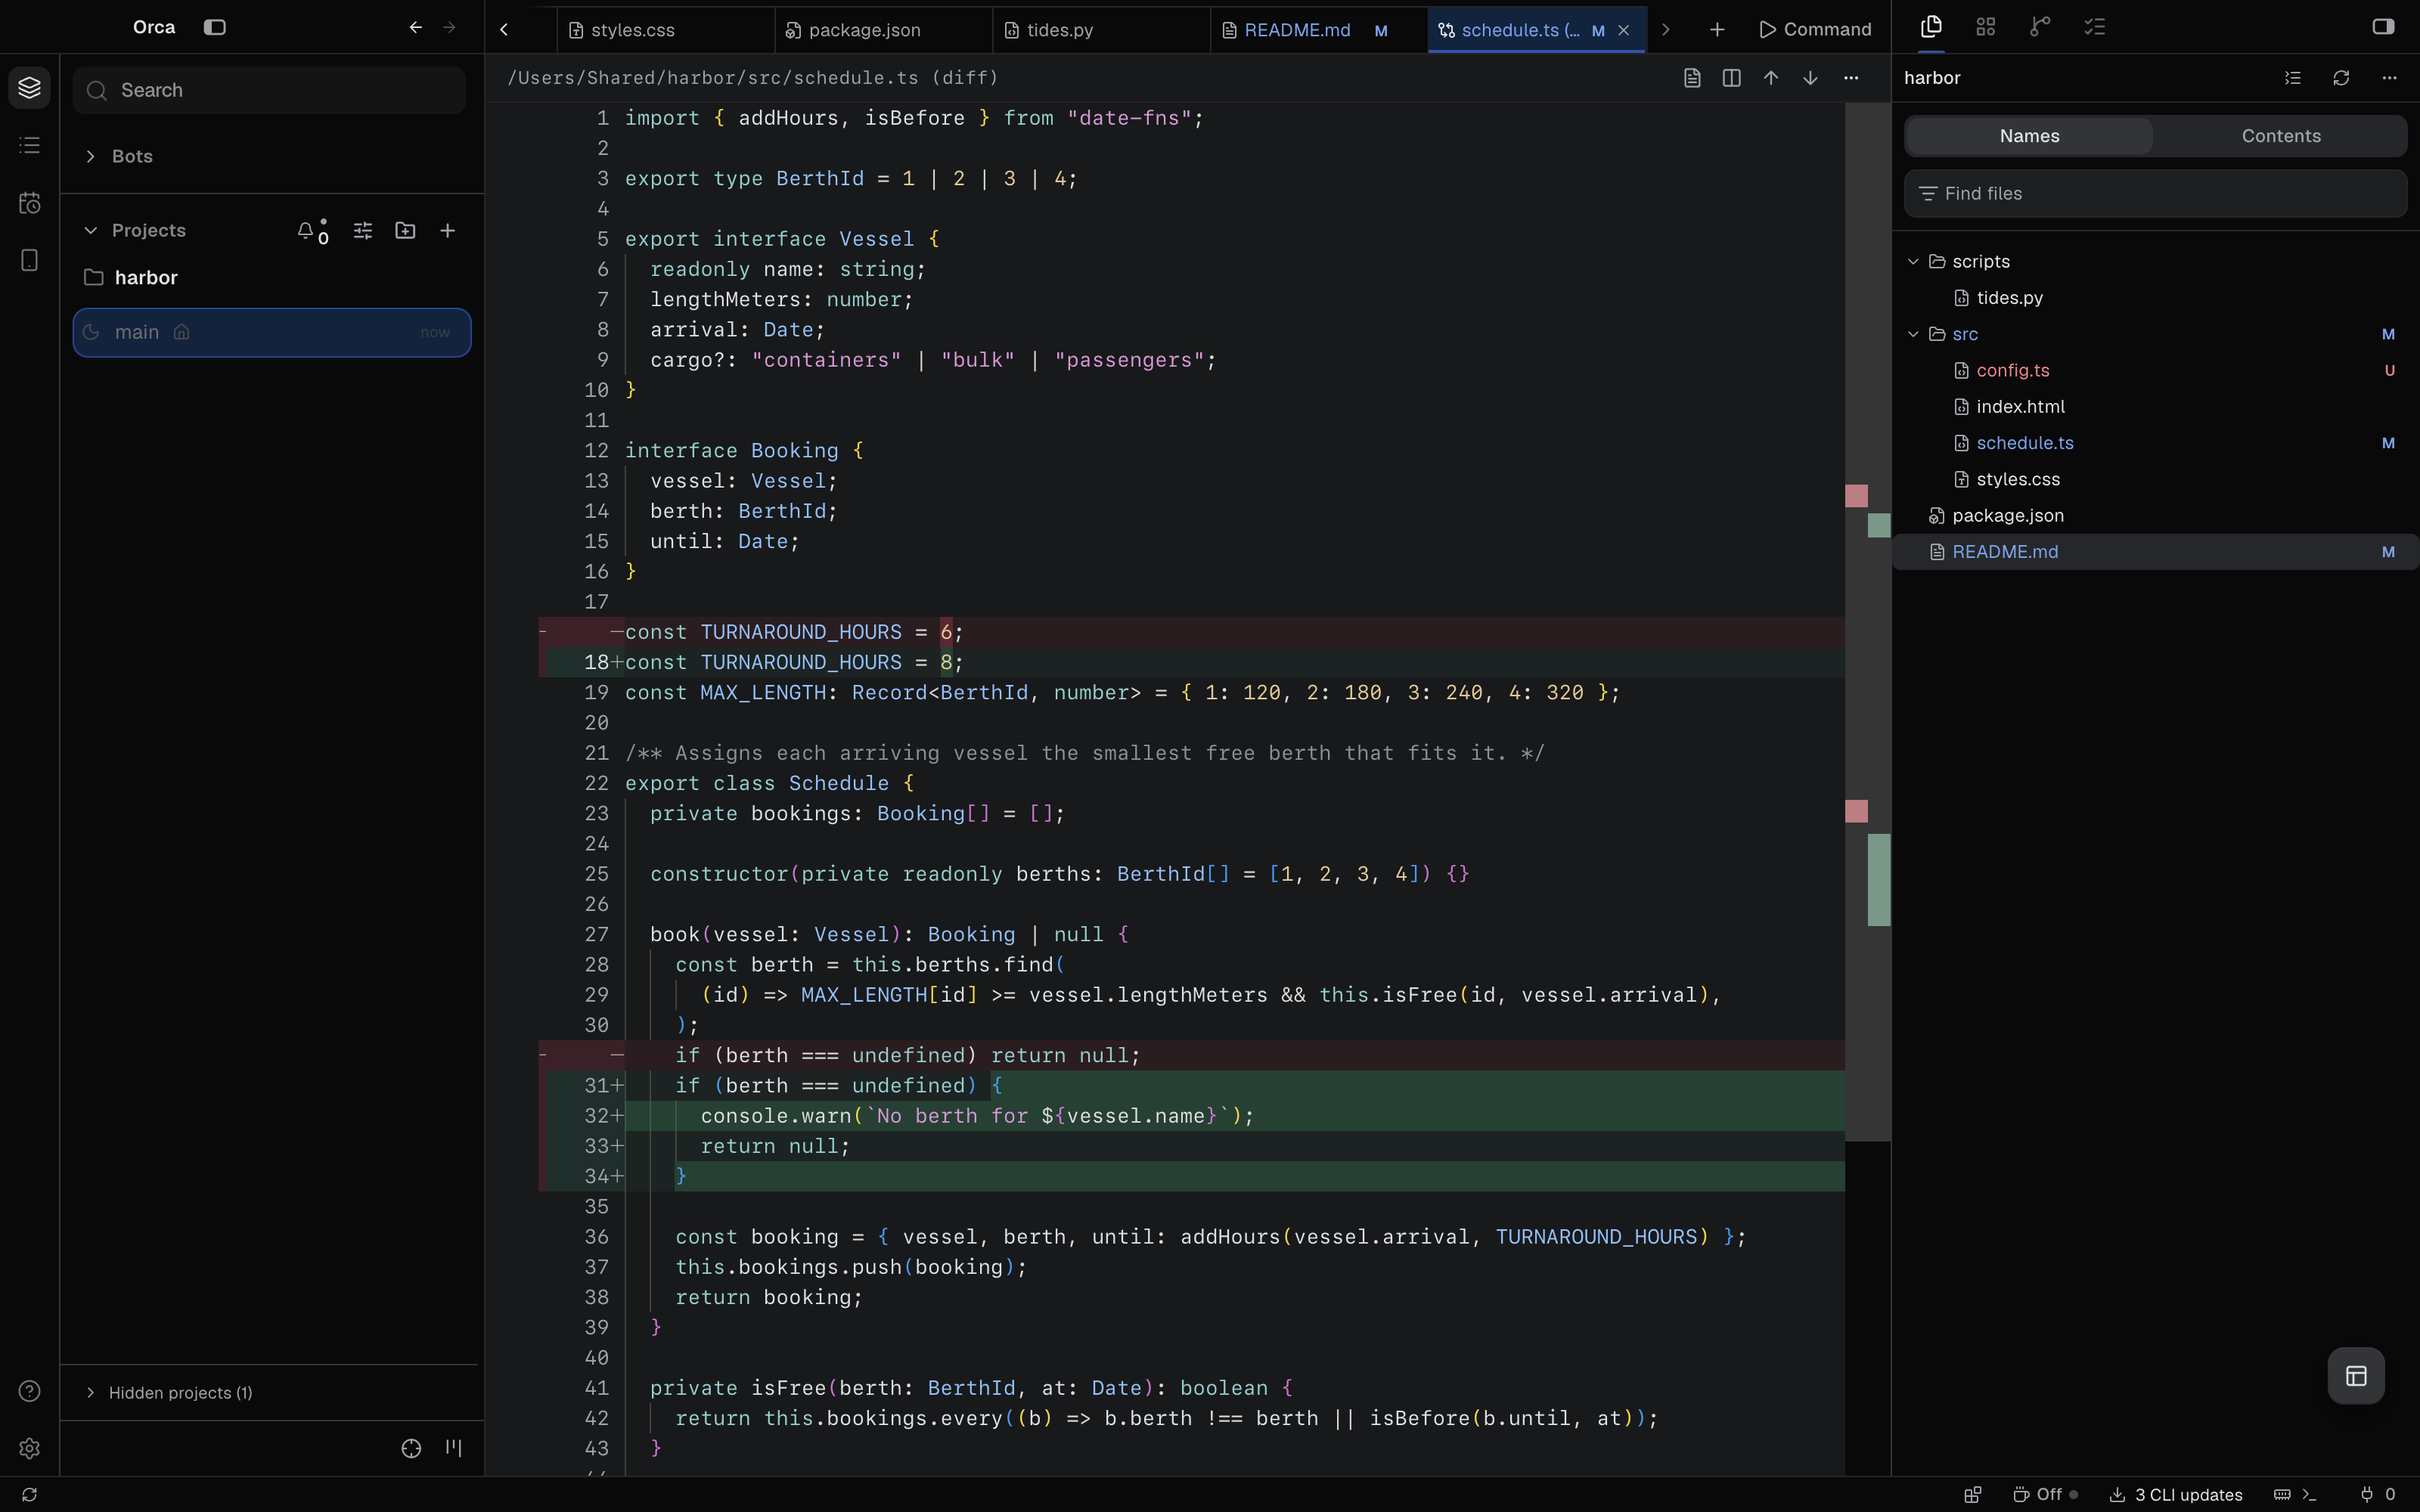 Orca
Search
Bots
Projects
0
harbor
main
now
Hidden projects (1)
styles.css
package.json
tides.py
README.md M
schedule.ts (... M
Command
/Users/Shared/harbor/src/schedule.ts (diff)
1 import { addHours, isBefore } from "date-fns";
2
3 export type BerthId = 1 | 2 | 3 | 4;
4
5 export interface Vessel {
6 readonly name: string;
7 lengthMeters: number;
8 arrival: Date;
9 cargo?: "containers" | "bulk" | "passengers";
10 }
11
12 interface Booking {
13 vessel: Vessel;
14 berth: BerthId;
15 until: Date;
16 }
17
- —const TURNAROUND_HOURS = 6;
18+const TURNAROUND_HOURS = 8;
19 const MAX_LENGTH: Record<BerthId, number> = { 1: 120, 2: 180, 3: 240, 4: 320 };
20
21 /** Assigns each arriving vessel the smallest free berth that fits it. */
22 export class Schedule {
23 private bookings: Booking[] = [];
24
25 constructor(private readonly berths: BerthId[] = [1, 2, 3, 4]) {}
26
27 book(vessel: Vessel): Booking | null {
28 const berth = this.berths.find(
29 (id) => MAX_LENGTH[id] >= vessel.lengthMeters && this.isFree(id, vessel.arrival),
30 );
- — if (berth === undefined) return null;
31+ if (berth === undefined) {
32+ console.warn(`No berth for ${vessel.name}`);
33+ return null;
34+ }
35
36 const booking = { vessel, berth, until: addHours(vessel.arrival, TURNAROUND_HOURS) };
37 this.bookings.push(booking);
38 return booking;
39 }
40
41 private isFree(berth: BerthId, at: Date): boolean {
42 return this.bookings.every((b) => b.berth !== berth || isBefore(b.until, at));
43 }
harbor
Names
Contents
Find files
scripts
tides.py
src M
config.ts U
index.html
schedule.ts M
styles.css
package.json
README.md M
Off
3 CLI updates
0